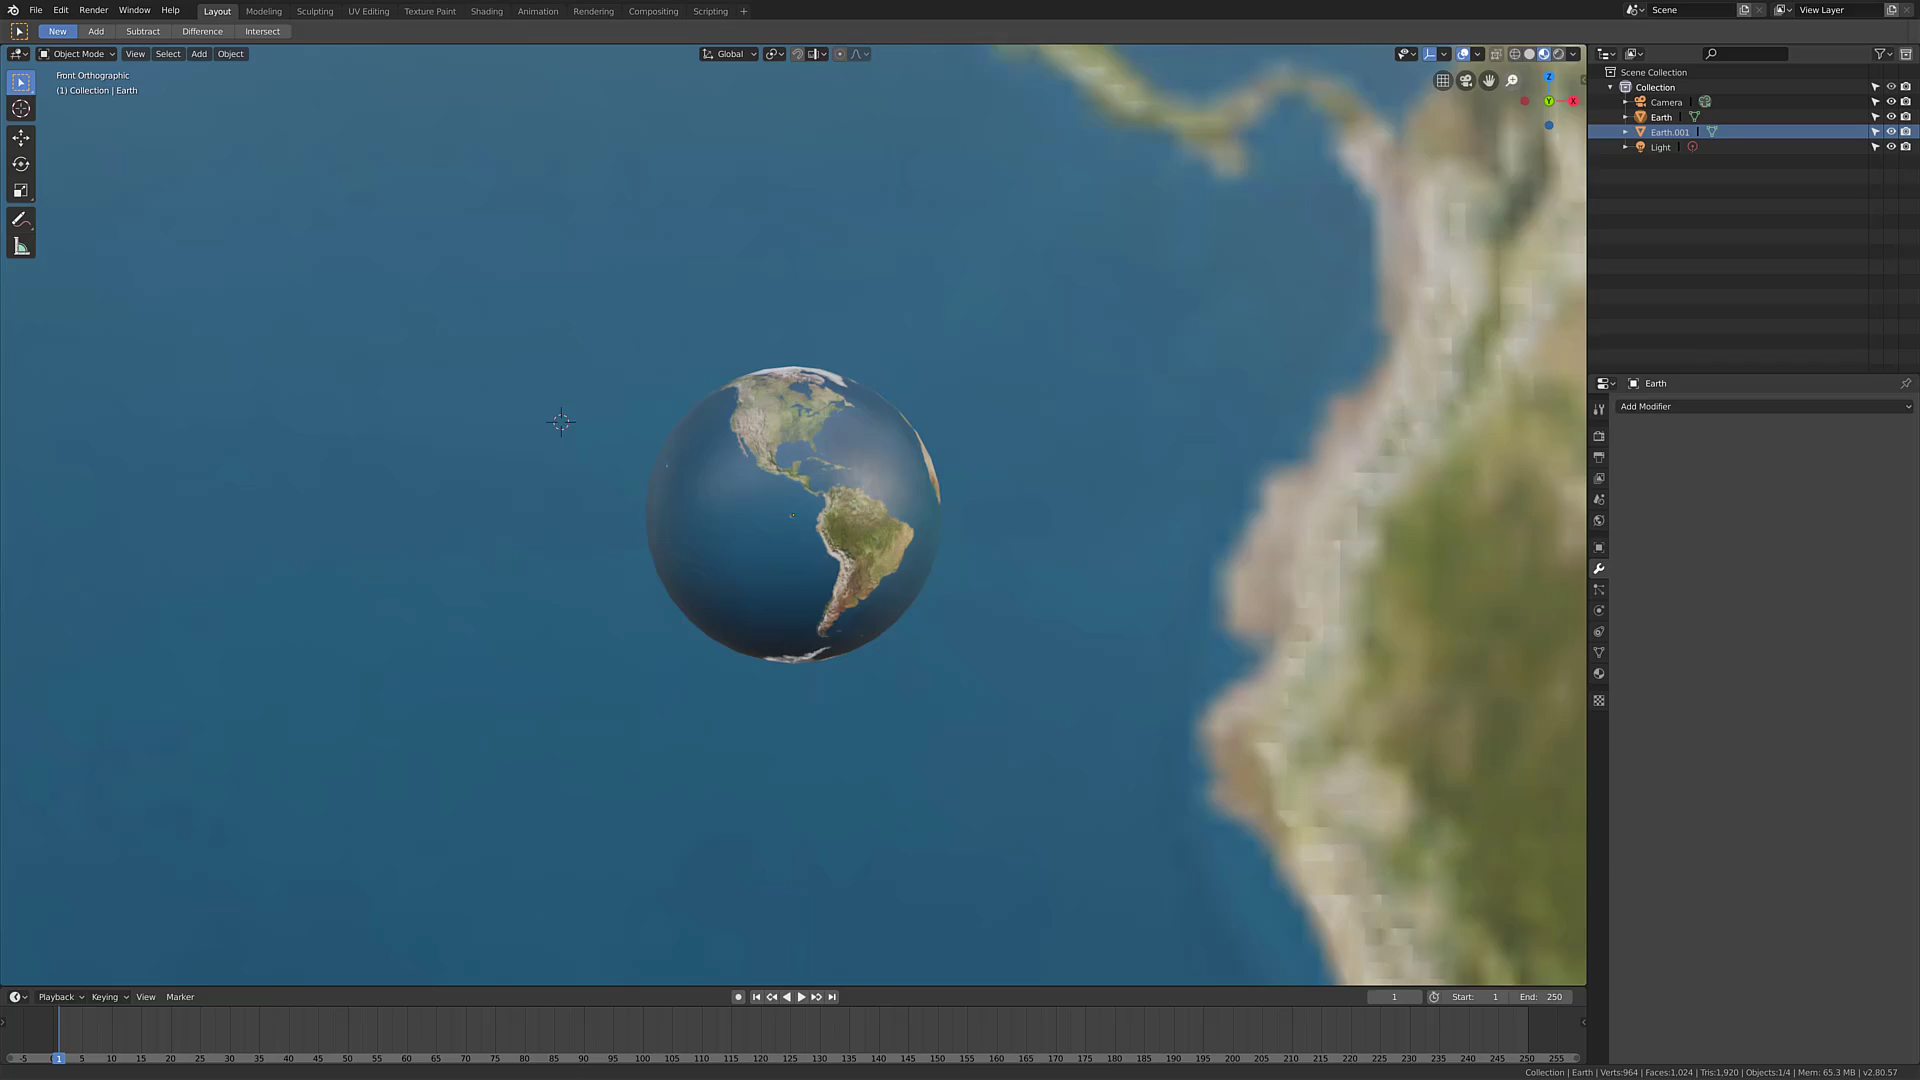 File Edit Render Window Help Layout Modeling Sculpting UV Editing Texture Paint Shading Animation Rendering Compositing Scripting + Scene View Layer
New Add Subtract Difference Intersect
Object Mode View Select Add Object Global
Front Orthographic
(1) Collection | Earth
Z
Y
X
Scene Collection
Collection
Camera
Earth
Earth.001
Light
Earth
Add Modifier
Playback Keying View Marker 1 Start: 1 End: 250
-5 1 5 10 15 20 25 30 35 40 45 50 55 60 65 70 75 80 85 90 95 100 105 110 115 120 125 130 135 140 145 150 155 160 165 170 175 180 185 190 195 200 205 210 215 220 225 230 235 240 245 250 255
Collection | Earth | Verts:964 | Faces:1,024 | Tris:1,920 | Objects:1/4 | Mem: 65.3 MB | v2.80.57